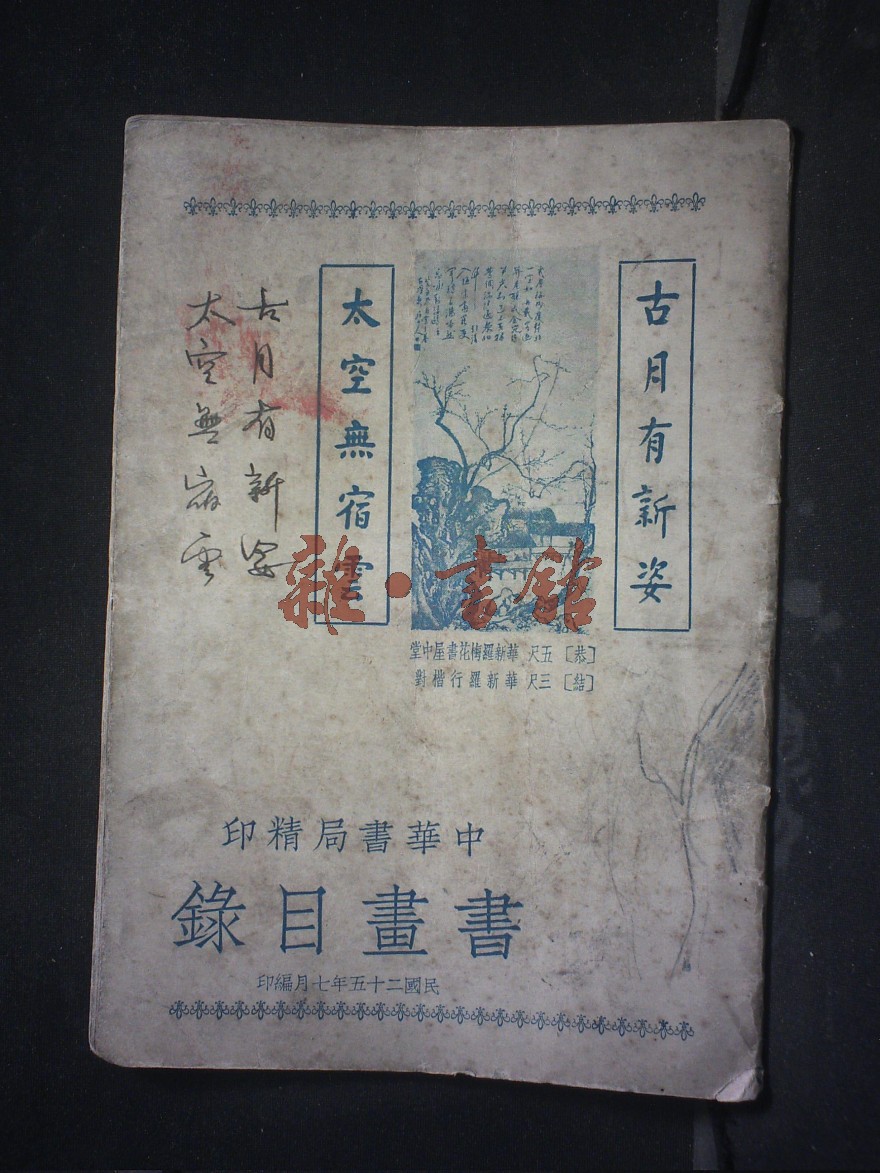 古月有新姿
太空無宿雲
古月有新姿
太空無宿雲
[恭] 五尺 華新羅梅花書屋中堂
[結] 三尺 華新羅行楷對
雜·書館
中華書局精印
書畫目錄
民國二十五年七月編印